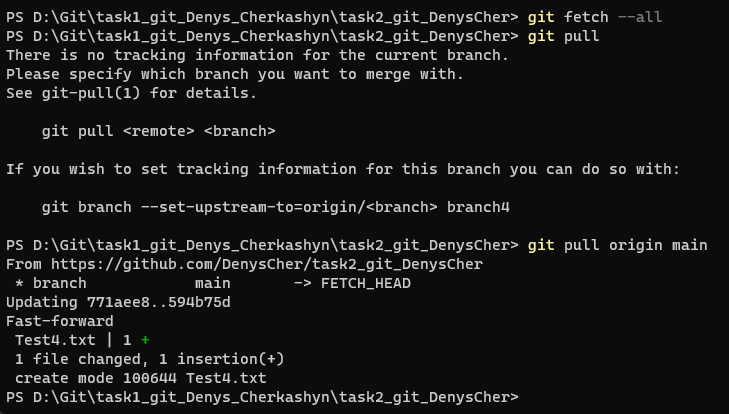 PS D:\Git\task1_git_Denys_Cherkashyn\task2_git_DenysCher> git fetch --all
PS D:\Git\task1_git_Denys_Cherkashyn\task2_git_DenysCher> git pull
There is no tracking information for the current branch.
Please specify which branch you want to merge with.
See git-pull(1) for details.

    git pull <remote> <branch>

If you wish to set tracking information for this branch you can do so with:

    git branch --set-upstream-to=origin/<branch> branch4

PS D:\Git\task1_git_Denys_Cherkashyn\task2_git_DenysCher> git pull origin main
From https://github.com/DenysCher/task2_git_DenysCher
 * branch            main       -> FETCH_HEAD
Updating 771aee8..594b75d
Fast-forward
 Test4.txt | 1 +
 1 file changed, 1 insertion(+)
 create mode 100644 Test4.txt
PS D:\Git\task1_git_Denys_Cherkashyn\task2_git_DenysCher>